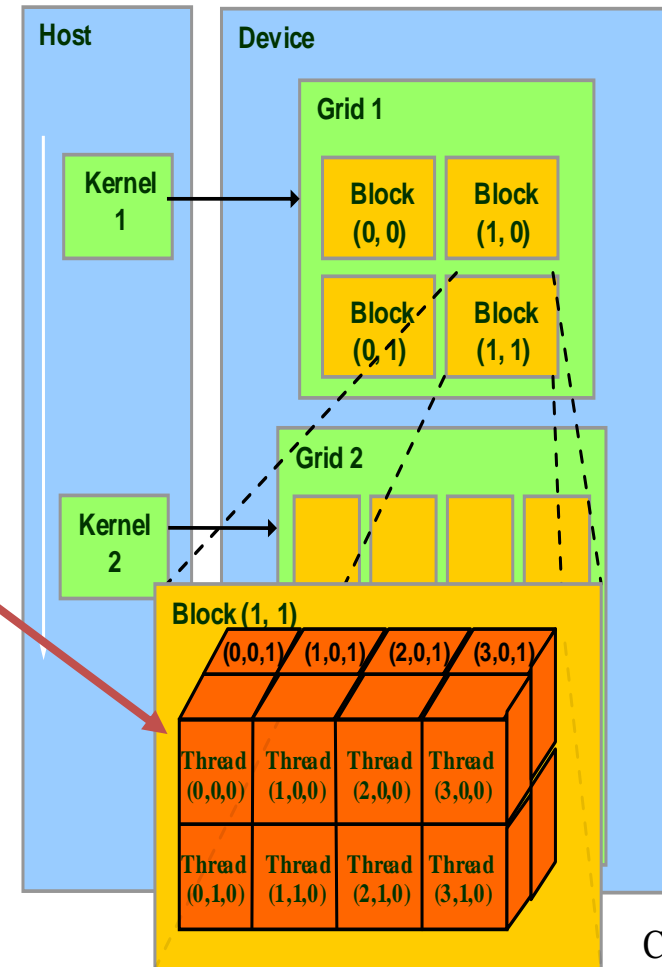 Host
Device
Grid 1
Kernel
1
Block
(0, 0)
Block
(1, 0)
Block
(0, 1)
Block
(1, 1)
Grid 2
Kernel
2
Block (1, 1)
(0,0,1) (1,0,1) (2,0,1) (3,0,1)
Thread
(0,0,0)
Thread
(1,0,0)
Thread
(2,0,0)
Thread
(3,0,0)
Thread
(0,1,0)
Thread
(1,1,0)
Thread
(2,1,0)
Thread
(3,1,0)